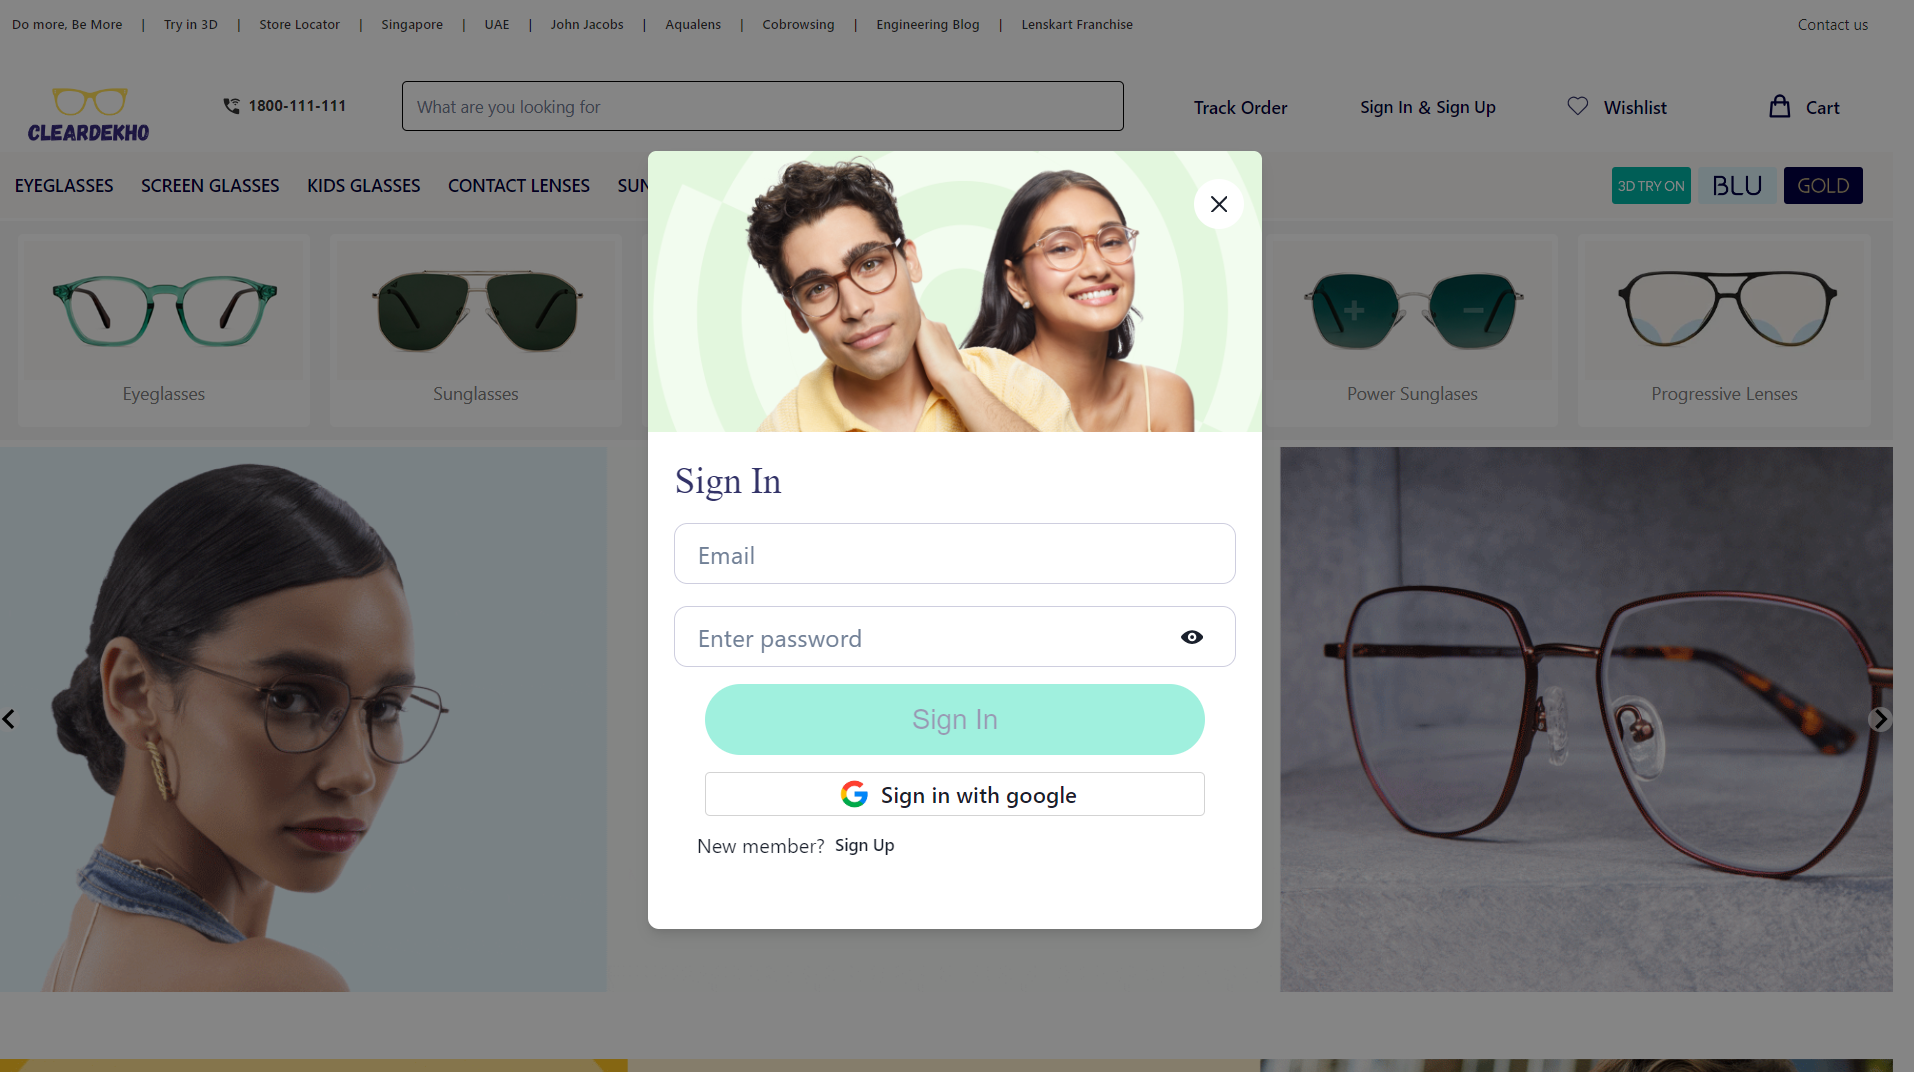 Do more, Be More | Try in 3D | Store Locator | Singapore | UAE | John Jacobs | Aqualens | Cobrowsing | Engineering Blog | Lenskart Franchise Contact us
CLEARDEKHO
1800-111-111
What are you looking for
Track Order
Sign In & Sign Up
Wishlist
Cart
EYEGLASSES SCREEN GLASSES KIDS GLASSES CONTACT LENSES SUN
3D TRY ON
BLU
GOLD
Eyeglasses
Sunglasses
Power Sunglasses
Progressive Lenses
Sign In
Email
Enter password
Sign In
Sign in with google
New member? Sign Up